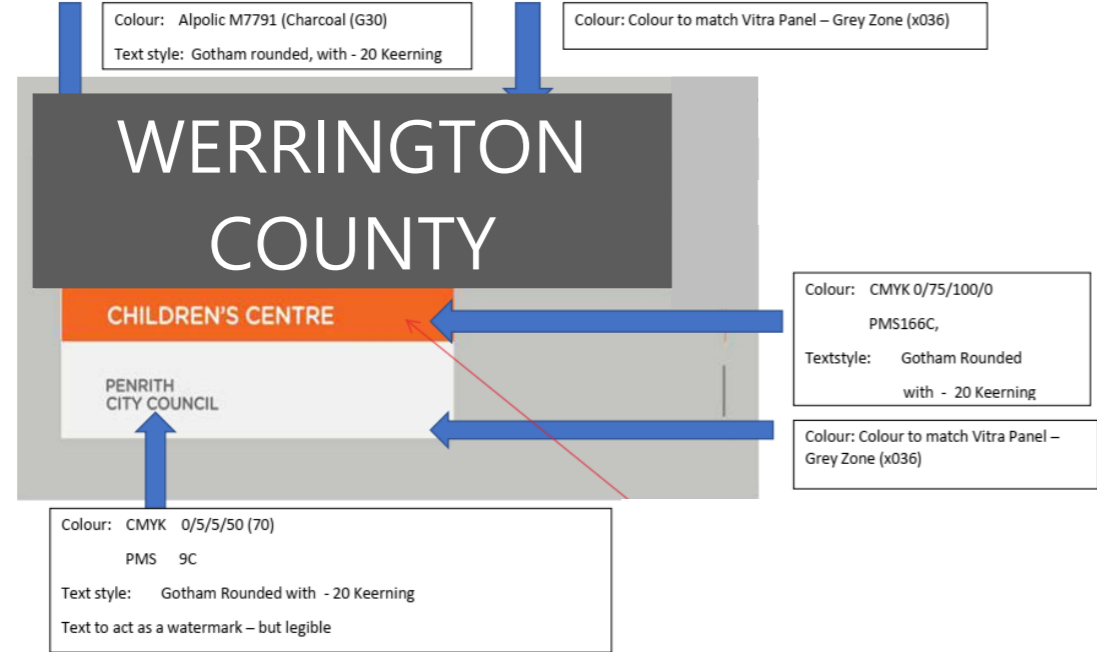 Colour: Alpolic M7791 (Charcoal (G30)
Text style: Gotham rounded, with - 20 Keerning
Colour: Colour to match Vitra Panel – Grey Zone (x036)
WERRINGTON
COUNTY
CHILDREN'S CENTRE
PENRITH
CITY COUNCIL
Colour: CMYK 0/75/100/0
PMS166C,
Textstyle: Gotham Rounded
with - 20 Keerning
Colour: Colour to match Vitra Panel –
Grey Zone (x036)
Colour: CMYK 0/5/5/50 (70)
PMS 9C
Text style: Gotham Rounded with - 20 Keerning
Text to act as a watermark – but legible